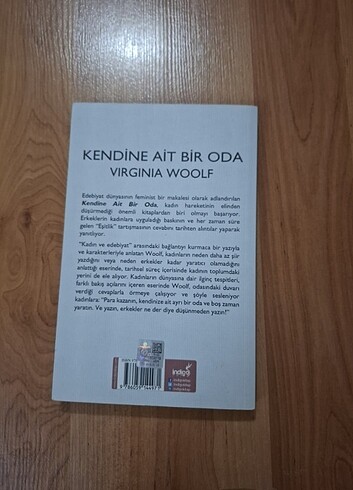 KENDİNE AİT BİR ODA
VIRGINIA WOOLF
Edebiyat dünyasının feminist bir makalesi olarak adlandırılan
Kendine Ait Bir Oda, kadın hareketinin elinden
düşürmediği önemli kitaplardan biri olmayı başarıyor.
Erkeklerin kadınlara uyguladığı baskının ve her zaman süre
gelen "Eşitlik" tartışmasının cevabını tarihten alıntılar yaparak
yanıtlıyor.
"Kadın ve edebiyat" arasındaki bağlantıyı kurmaca bir yazıyla
ve karakterleriyle anlatan Woolf, kadınların neden daha az şiir
yazdığını veya neden erkekler kadar yaratıcı olamadığını
anlattığı eserinde, tarihsel süreç içerisinde kadının toplumdaki
yerini de ele alıyor. Kadınların dünyasına dair ilginç tespitleri,
farklı bakış açılarını içeren eserinde Woolf, odasındaki duvarı
verdiği cevaplarla örmeye çalışıyor ve şöyle sesleniyor
kadınlara: "Para kazanın, kendinize ait ayrı bir oda ve boş zaman
yaratın. Ve yazın, erkekler ne der diye düşünmeden yazın!"
indigo